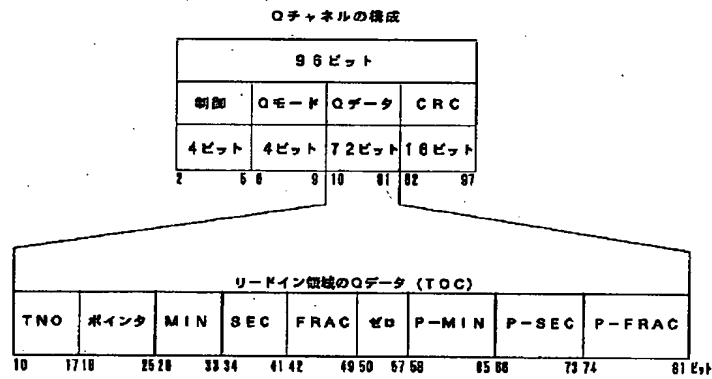 Qチャネルの構成
96ビット
制御 Qモード Qデータ CRC
4ビット 4ビット 72ビット 16ビット
2 5 6 9 10 81 82 97
リードイン領域のQデータ (TOC)
TNO ポインタ MIN SEC FRAC ゼロ P-MIN P-SEC P-FRAC
10 17 18 25 26 33 34 41 42 49 50 57 58 65 66 73 74 81 ビット